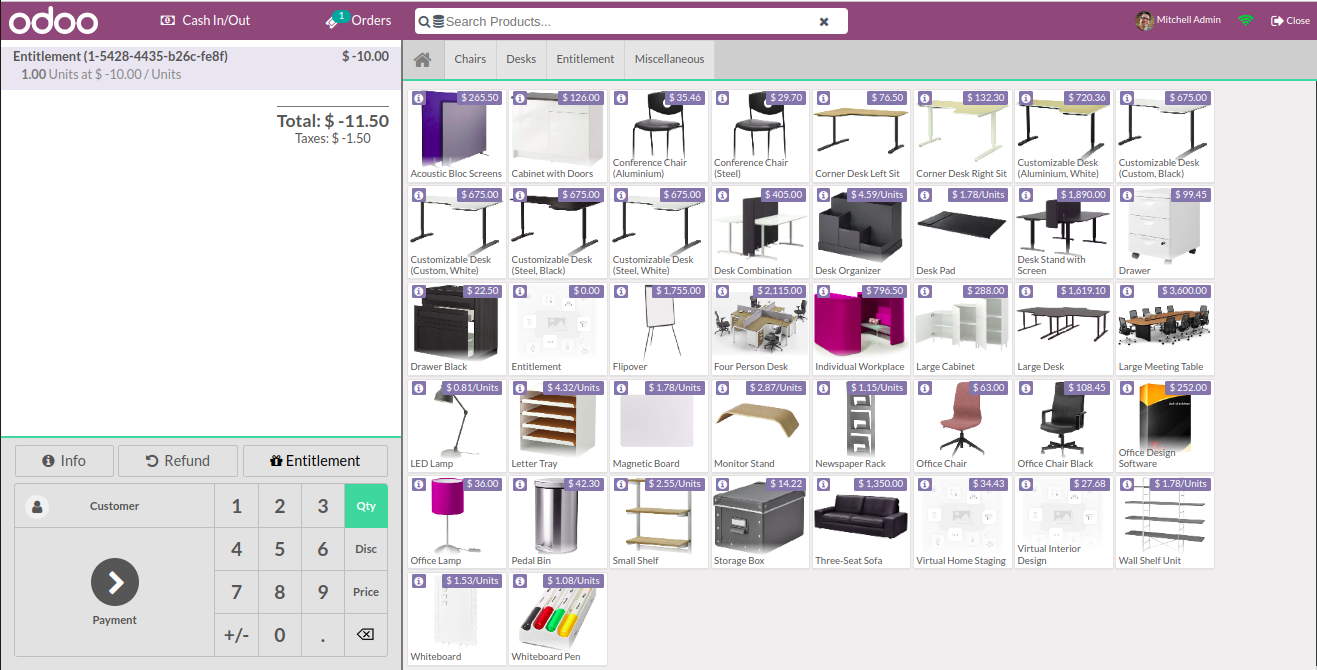 odoo
Cash In/Out
1
Orders
Search Products...
Mitchell Admin
Close
Entitlement (1-5428-4435-b26c-fe8f)
$ -10.00
1.00 Units at $ -10.00 / Units
Total: $ -11.50
Taxes: $ -1.50
Info
Refund
Entitlement
Customer
Payment
1
2
3
Qty
4
5
6
Disc
7
8
9
Price
+/-
0
.
Chairs
Desks
Entitlement
Miscellaneous
$ 265.50
Acoustic Bloc Screens
$ 126.00
Cabinet with Doors
$ 35.46
Conference Chair
(Aluminium)
$ 29.70
Conference Chair
(Steel)
$ 76.50
Corner Desk Left Sit
$ 132.30
Corner Desk Right Sit
$ 720.36
Customizable Desk
(Aluminium, White)
$ 675.00
Customizable Desk
(Custom, Black)
$ 675.00
Customizable Desk
(Custom, White)
$ 675.00
Customizable Desk
(Steel, Black)
$ 675.00
Customizable Desk
(Steel, White)
$ 405.00
Desk Combination
$ 4.59/Units
Desk Organizer
$ 1.78/Units
Desk Pad
$ 1,890.00
Desk Stand with
Screen
$ 99.45
Drawer
$ 22.50
Drawer Black
$ 0.00
Entitlement
$ 1,755.00
Flipover
$ 2,115.00
Four Person Desk
$ 796.50
Individual Workplace
$ 288.00
Large Cabinet
$ 1,619.10
Large Desk
$ 3,600.00
Large Meeting Table
$ 0.81/Units
LED Lamp
$ 4.32/Units
Letter Tray
$ 1.78/Units
Magnetic Board
$ 2.87/Units
Monitor Stand
$ 1.15/Units
Newspaper Rack
$ 63.00
Office Chair
$ 108.45
Office Chair Black
$ 252.00
Office Design
Software
$ 36.00
Office Lamp
$ 42.30
Pedal Bin
$ 2.55/Units
Small Shelf
$ 14.22
Storage Box
$ 1,350.00
Three-Seat Sofa
$ 34.43
Virtual Home Staging
$ 27.68
Virtual Interior
Design
$ 1.78/Units
Wall Shelf Unit
$ 1.53/Units
Whiteboard
$ 1.08/Units
Whiteboard Pen